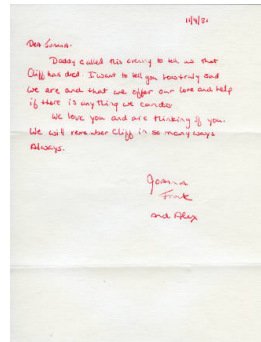 11/9/80
Dear Joanna.
Daddy called this evening to tell us that
Cliff has died. I want to tell you how truly sad
we are and that we offer our love and help
if there is anything we can do.
We love you and are thinking of you.
We will remember Cliff in so many ways
Always.
Joanna
Frank
and Alex